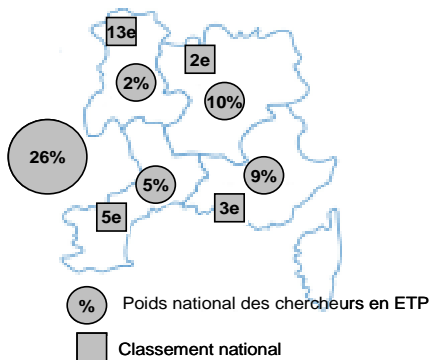 13e
2e
2%
10%
26%
5%
9%
5e
3e
% Poids national des chercheurs en ETP
Classement national